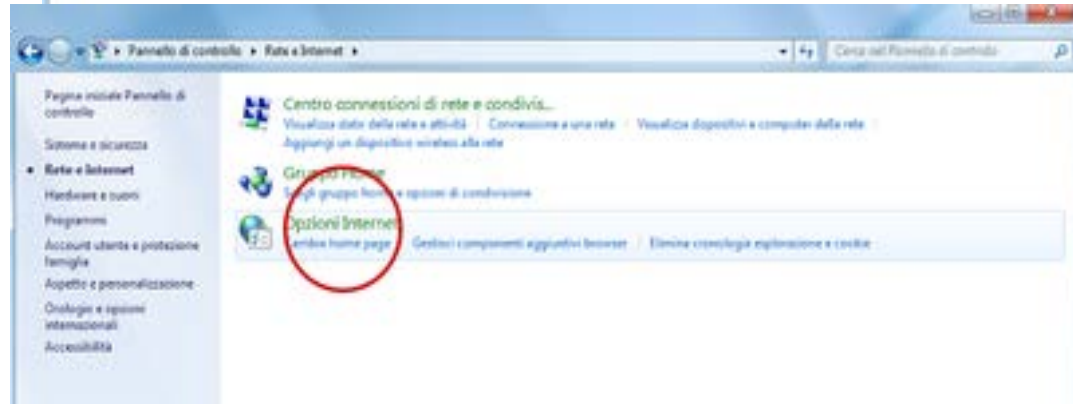 Pannello di controllo ▸ Rete e Internet ▸
Cerca nel Pannello di controllo
Pagina iniziale Pannello di
controllo
Sistema e sicurezza
Rete e Internet
Hardware e suoni
Programmi
Account utente e protezione
famiglia
Aspetto e personalizzazione
Orologio e opzioni
internazionali
Accessibilità
Centro connessioni di rete e condivis...
Visualizza stato della rete e attività Connessione a una rete Visualizza dispositivi e computer della rete
Aggiungi un dispositivo wireless alla rete
Gruppo Home
Scegli gruppo home e opzioni di condivisione
Opzioni Internet
Cambia home page Gestisci componenti aggiuntivi browser Elimina cronologia esplorazioni e cookie